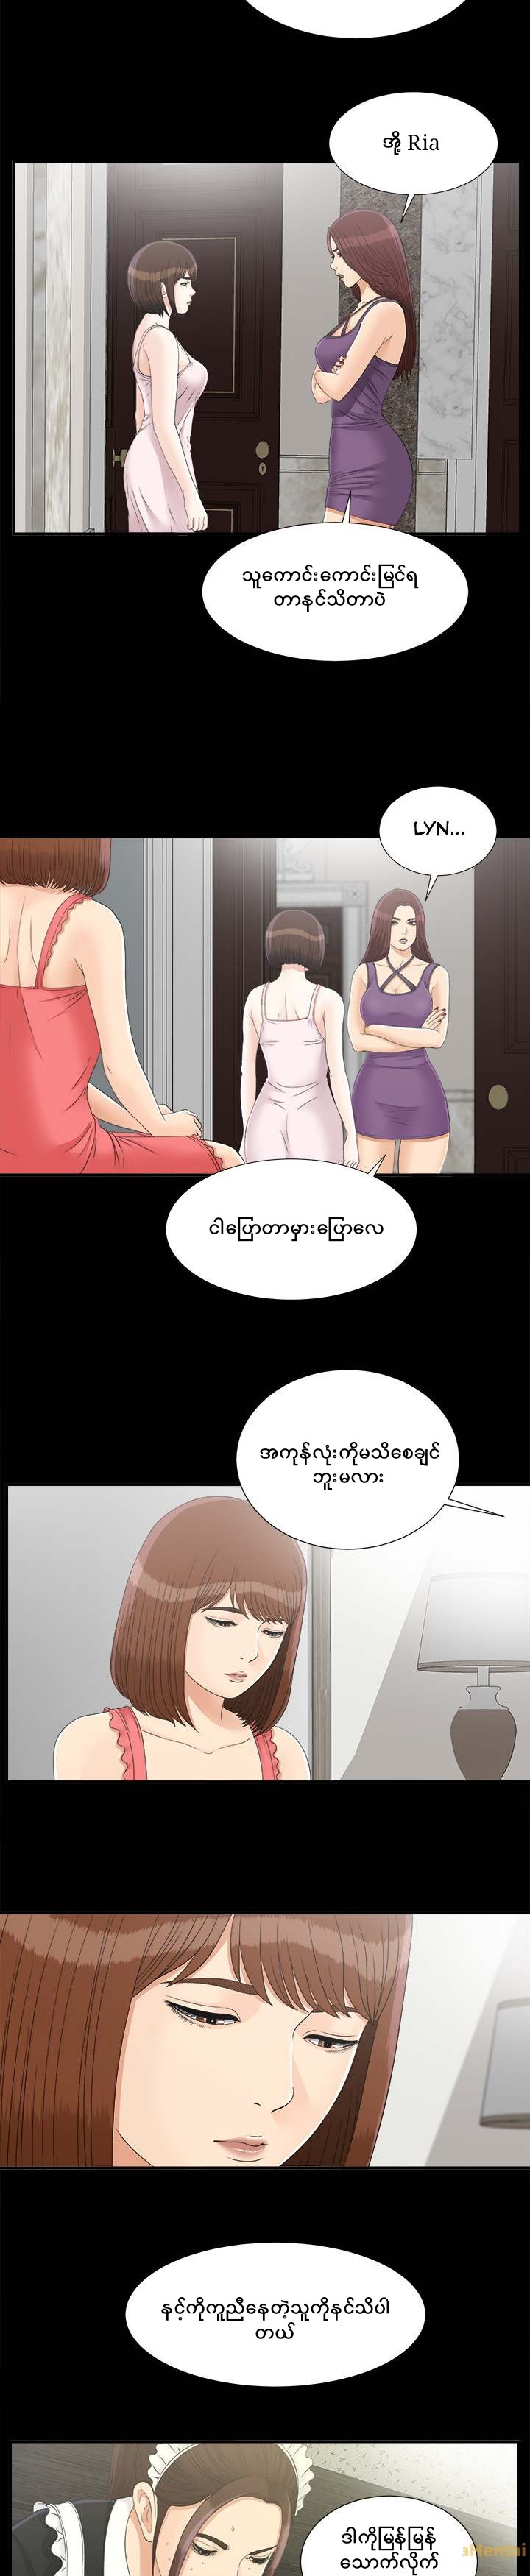 အို့ Ria
သူကောင်းကောင်းမြင်ရ
တာနင်သိတာပဲ
LYN...
ငါပြောတာမှားပြောလေ
အကုန်လုံးကိုမသိစေချင်
ဘူးမလား
နင့်ကိုကူညီနေတဲ့သူကိုနင်သိပါ
တယ်
ဒါကိုမြန်မြန်
သောက်လိုက်